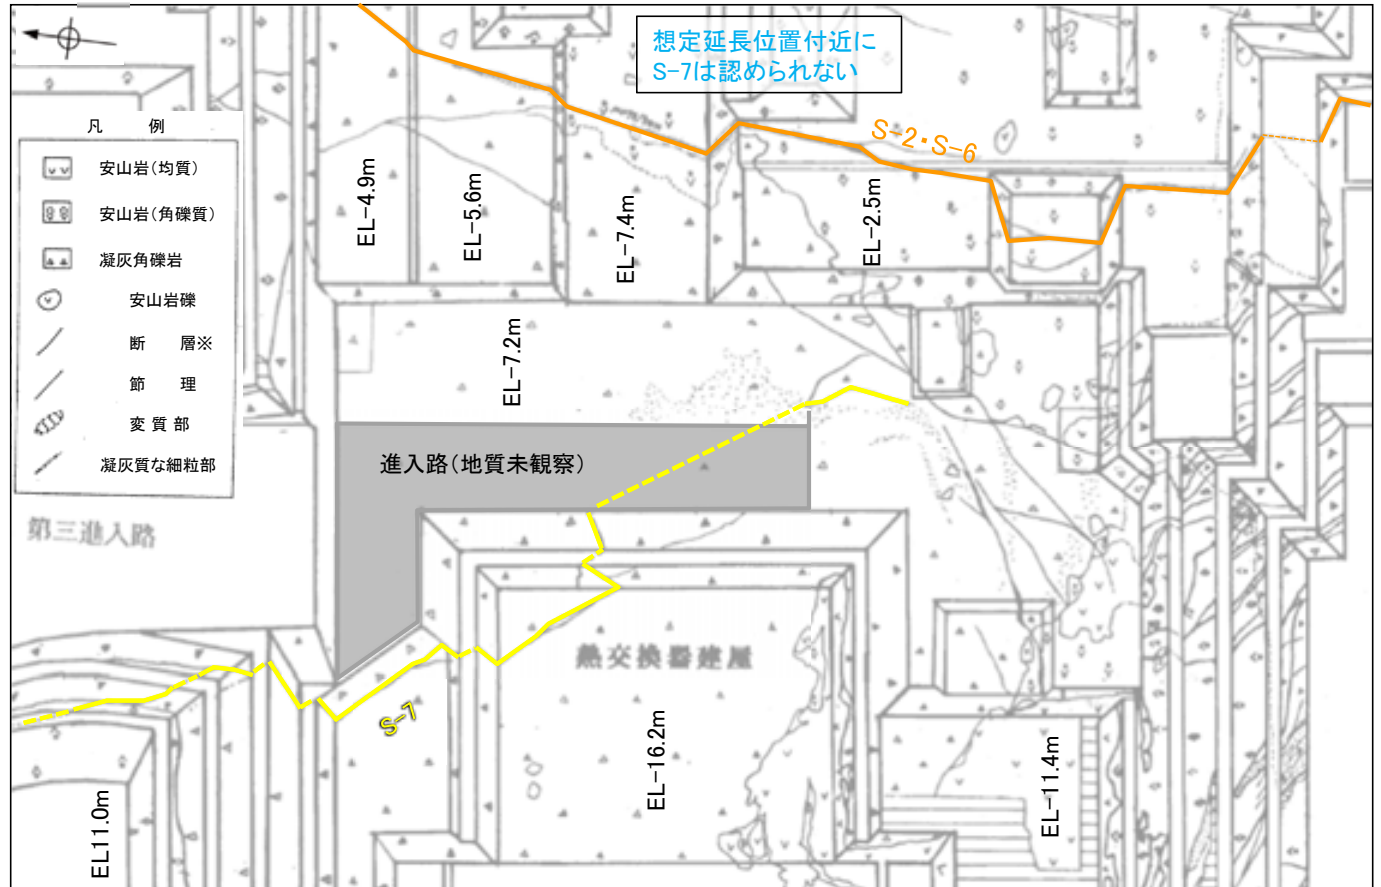 想定延長位置付近に
S-7は認められない
凡 例
安山岩(均質)
安山岩(角礫質)
凝灰角礫岩
安山岩礫
断 層※
節 理
変 質 部
凝灰質な細粒部
S-2・S-6
EL-4.9m
EL-5.6m
EL-7.4m
EL-2.5m
EL-7.2m
進入路(地質未観察)
第三進入路
熱交換器建屋
S-7
EL-16.2m
EL-11.4m
EL11.0m